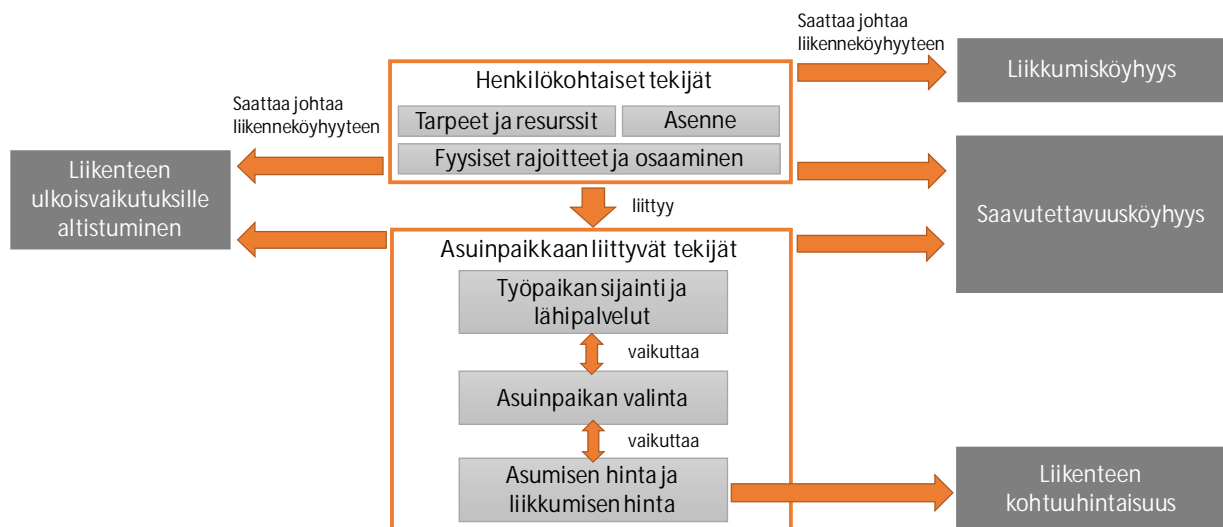 Saattaa johtaa
liikenneköyhyyteen
Liikkumisköyhyys
Henkilökohtaiset tekijät
Tarpeet ja resurssit
Asenne
Fyysiset rajoitteet ja osaaminen
Saattaa johtaa
liikenneköyhyyteen
Liikenteen
ulkoisvaikutuksille
altistuminen
liittyy
Saavutettavuusköyhyys
Asuinpaikkaan liittyvät tekijät
Työpaikan sijainti ja
lähipalvelut
vaikuttaa
Asuinpaikan valinta
vaikuttaa
Asumisen hinta ja
liikkumisen hinta
Liikenteen
kohtuuhintaisuus